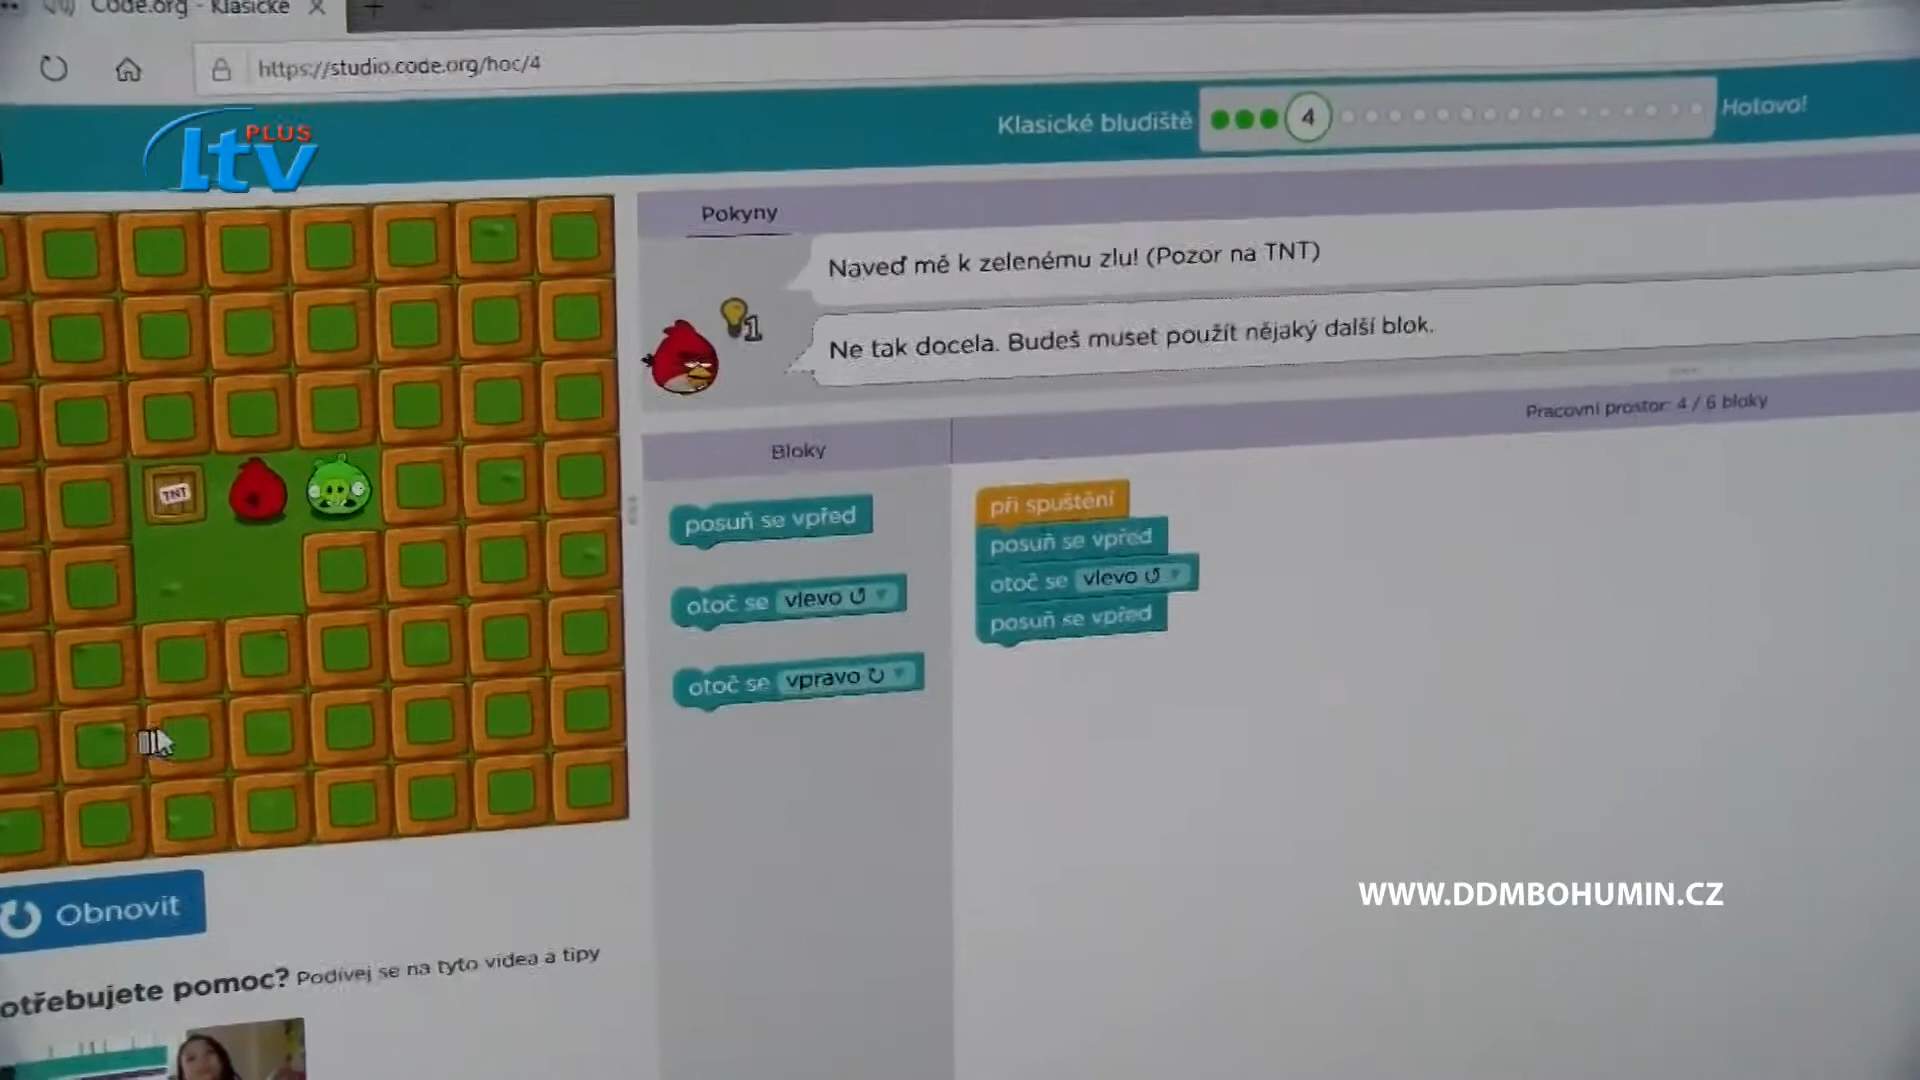 Code.org - Klasické
https://studio.code.org/hoc/4
PLUS
1tv
Klasické bludiště
4
Hotovo!
Pokyny
Naveď mě k zelenému zlu! (Pozor na TNT)
1
Ne tak docela. Budeš muset použít nějaký další blok.
Pracovní prostor: 4 / 6 bloky
Bloky
TNT
při spuštění
posuň se vpřed
posuň se vpřed
otoč se vlevo
otoč se vlevo
posuň se vpřed
otoč se vpravo
WWW.DDMBOHUMIN.CZ
Obnovit
otřebujete pomoc? Podívej se na tyto videa a tipy